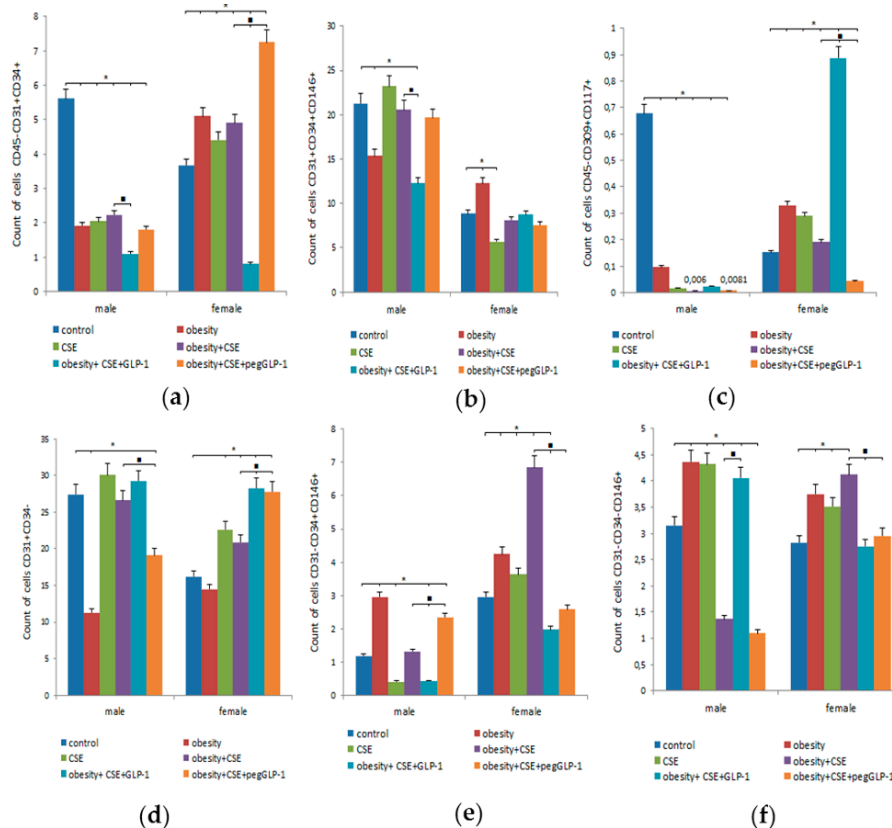 Count of cells CD45-CD31+CD34+
8
7
6
5
4
3
2
1
0
*
■
*
■
male
female
control
obesity
CSE
obesity+CSE
obesity+ CSE+GLP-1
obesity+CSE+pegGLP-1
(a)
Count of cells CD31+CD34+CD146+
30
25
20
15
10
5
0
*
■
*
male
female
control
obesity
CSE
obesity+CSE
obesity+ CSE+GLP-1
obesity+CSE+pegGLP-1
(b)
Count of cells CD45-CD309+CD117+
1
0,9
0,8
0,7
0,6
0,5
0,4
0,3
0,2
0,1
0
*
0,006
0,0081
*
■
male
female
control
obesity
CSE
obesity+CSE
obesity+ CSE+GLP-1
obesity+CSE+pegGLP-1
(c)
Count of cells CD31+CD34-
35
30
25
20
15
10
5
0
*
■
*
■
male
female
control
obesity
CSE
obesity+CSE
obesity+ CSE+GLP-1
obesity+CSE+pegGLP-1
(d)
Count of cells CD31-CD34+CD146+
8
7
6
5
4
3
2
1
0
*
■
*
■
male
female
control
obesity
CSE
obesity+CSE
obesity+ CSE+GLP-1
obesity+CSE+pegGLP-1
(e)
Count of cells CD31-CD34-CD146+
5
4,5
4
3,5
3
2,5
2
1,5
1
0,5
0
*
■
*
■
male
female
control
obesity
CSE
obesity+CSE
obesity+ CSE+GLP-1
obesity+CSE+pegGLP-1
(f)